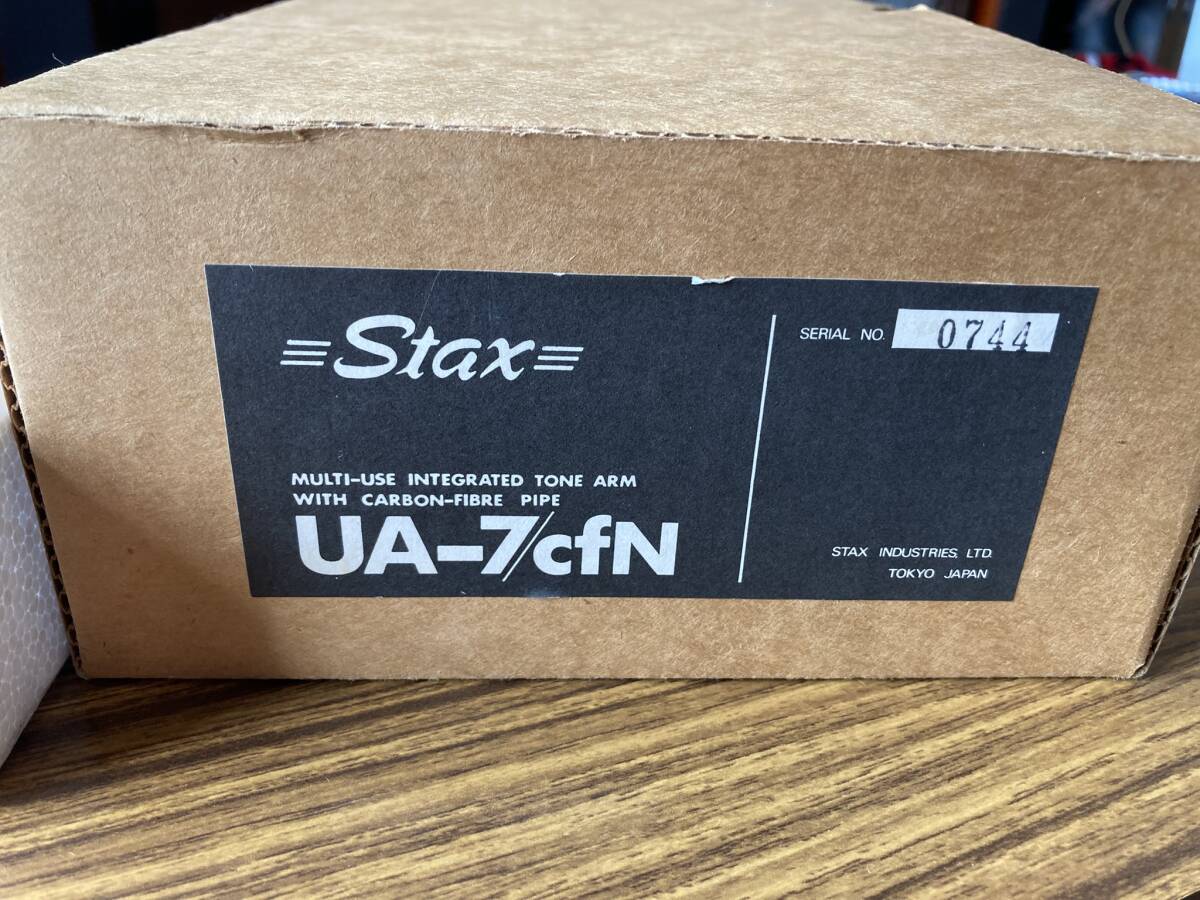 Stax
MULTI-USE INTEGRATED TONE ARM
WITH CARBON-FIBRE PIPE
UA-7/cfN
SERIAL NO. 0744
STAX INDUSTRIES, LTD.
TOKYO JAPAN